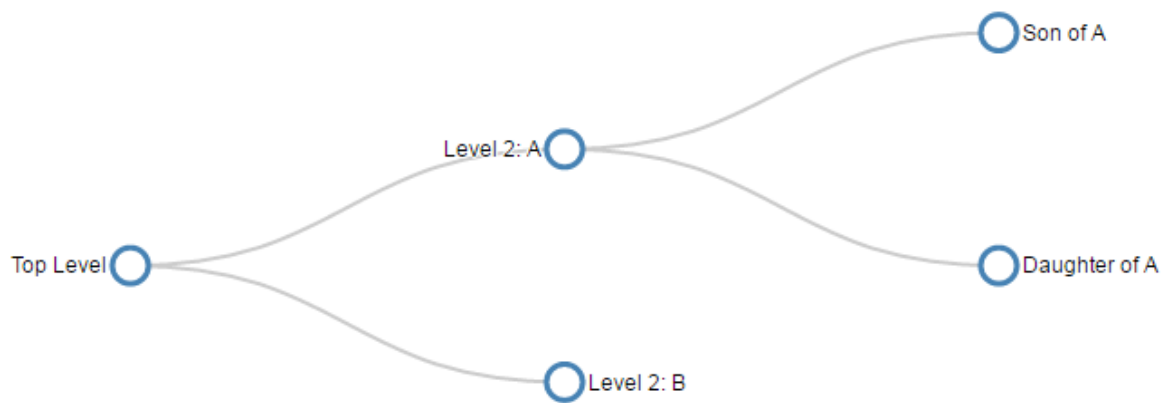 Son of A
Level 2: A
Top Level
Daughter of A
Level 2: B